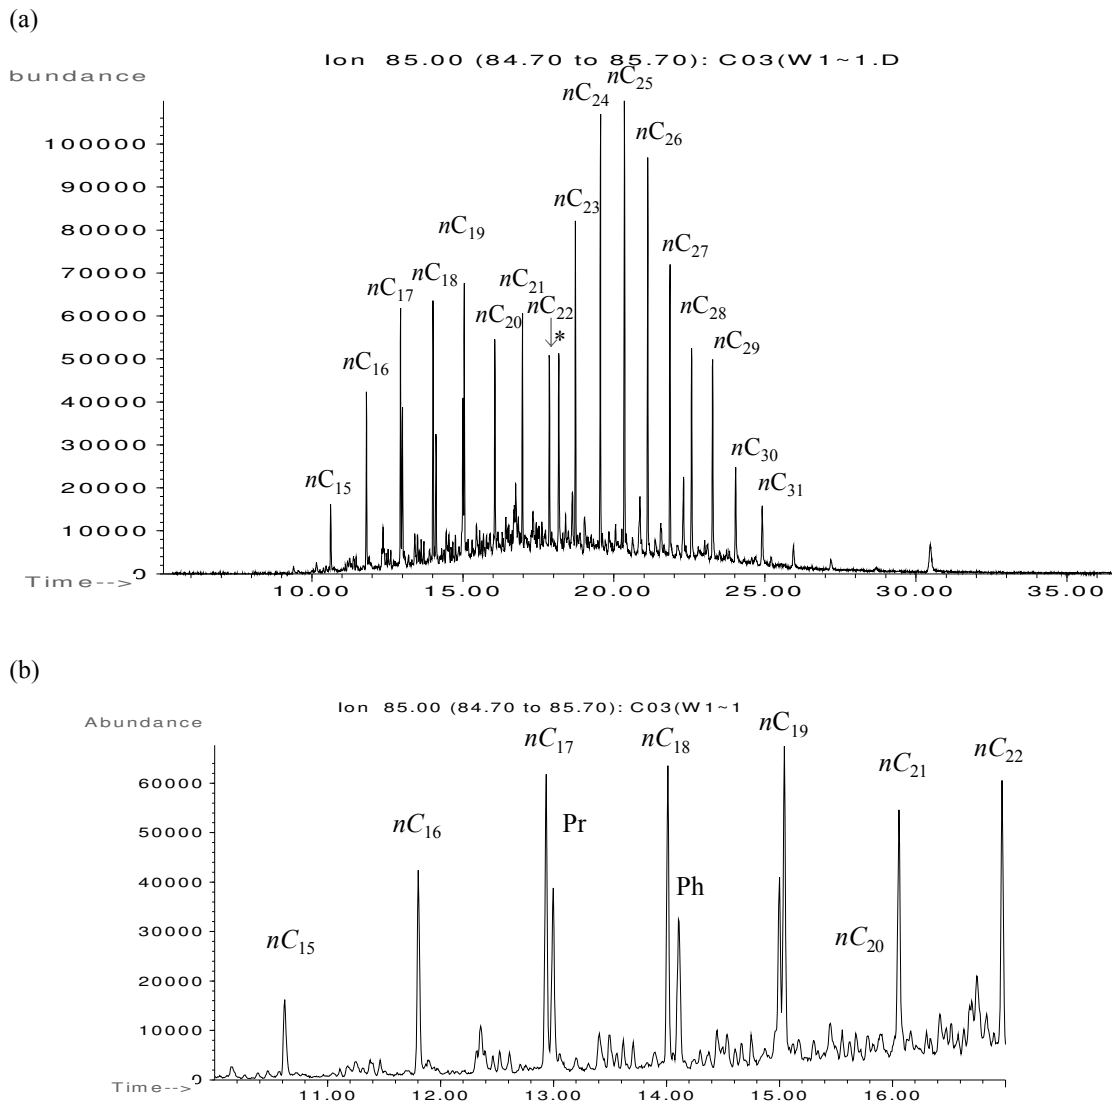 (a)
Ion 85.00 (84.70 to 85.70): C03(W1~1.D
bundance
nC25
nC24
nC26
nC23
nC19
nC27
nC18
nC21
nC17
nC22
nC20
*
nC28
nC29
nC16
nC30
nC15
nC31
100000
90000
80000
70000
60000
50000
40000
30000
20000
10000
0
Time-->
10.00 15.00 20.00 25.00 30.00 35.00
(b)
Ion 85.00 (84.70 to 85.70): C03(W1~1
Abundance
nC17 nC18 nC19
nC21 nC22
nC16 Pr
Ph
nC15 nC20
60000
50000
40000
30000
20000
10000
0
Time-->
11.00 12.00 13.00 14.00 15.00 16.00